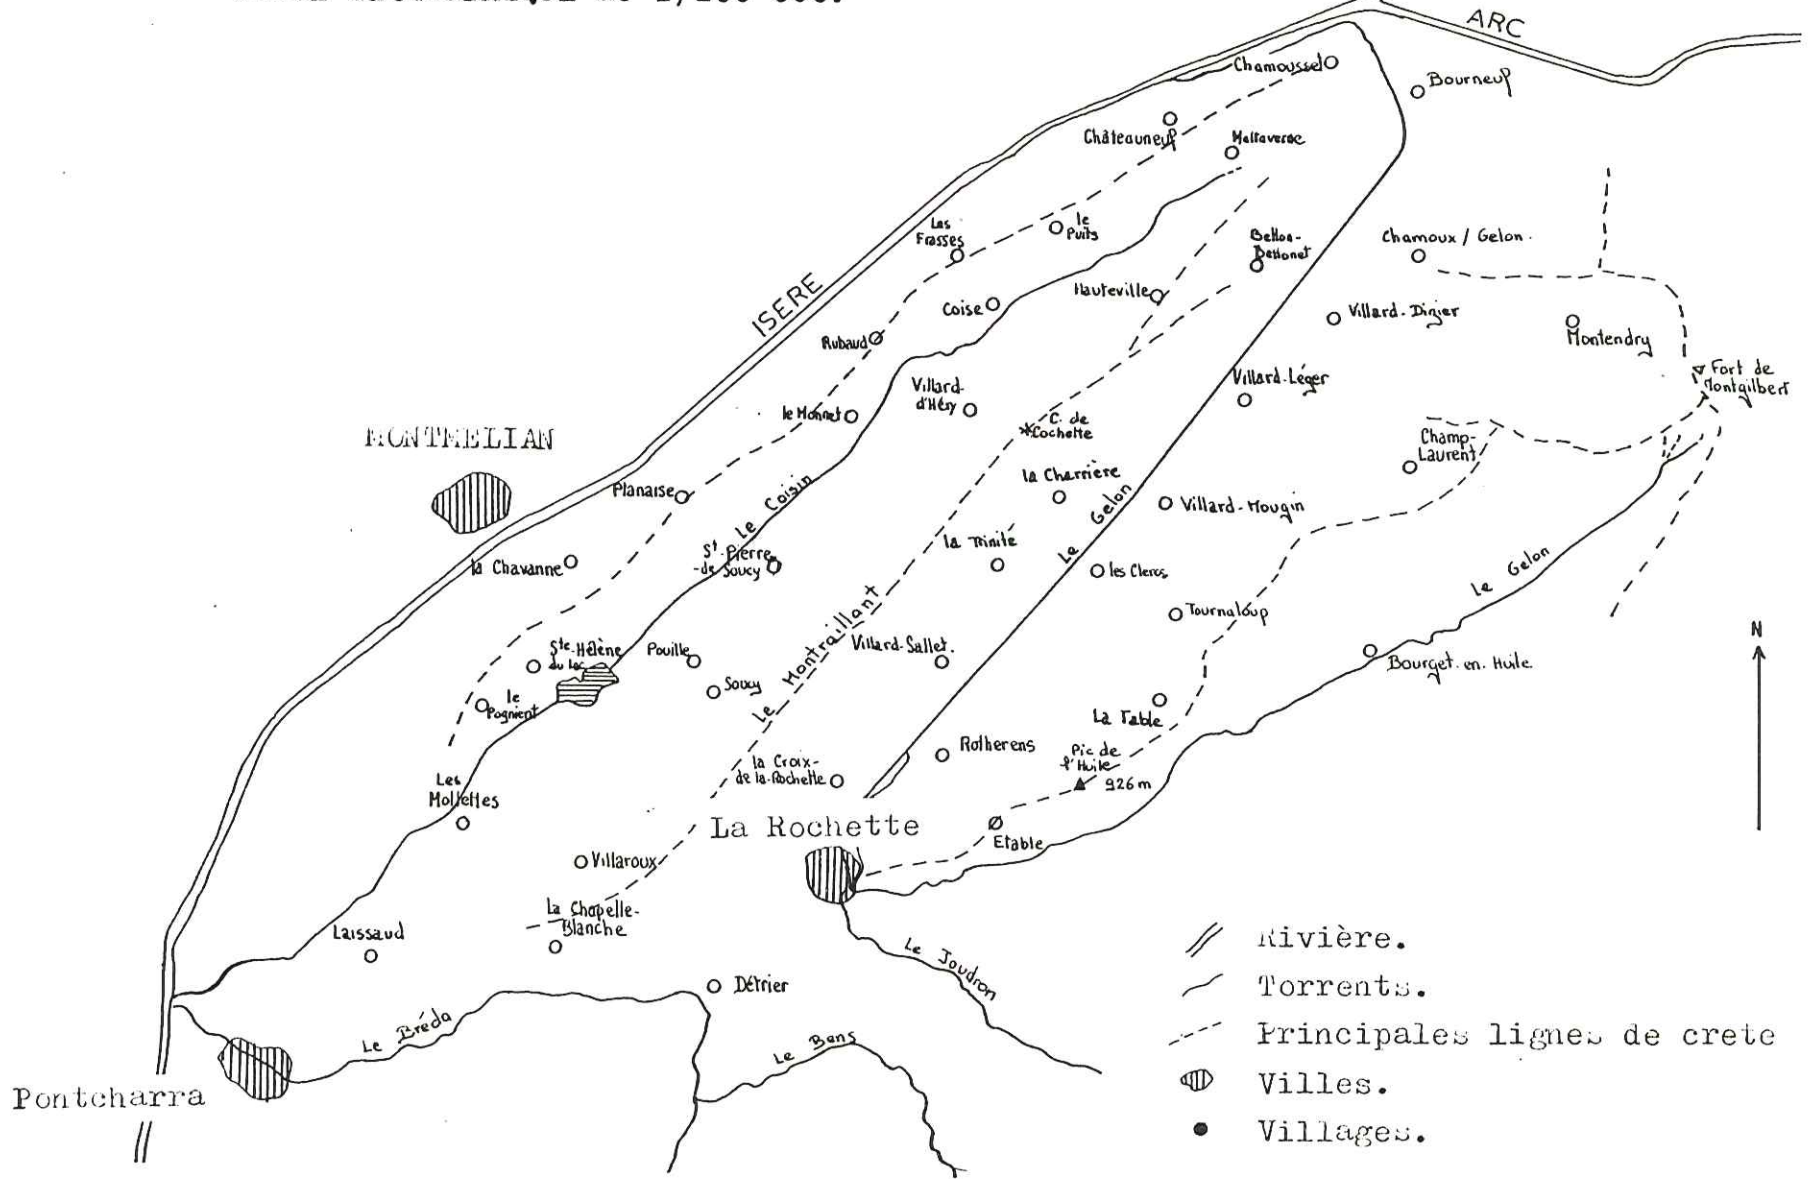 ARC
Chamousset
Bourneuf
Châteauneuf
Maltaverne
Les
Frasses
le
Puits
Betton-
Bettonet
Chamoux / Gelon.
ISERE
Coise
Hauteville
Villard-Dizier
Montendry
Rubaud
Villard-
d'Héry
Villard-Léger
Fort de
Montgilbert
le Monnet
C. de
Cochette
Champ-
Laurent
MONTMELIAN
Planaise
Le Coisin
la Charrière
Le Gelon
Villard-Mougin
la Chavanne
St. Pierre
-de Soucy
la Trinité
les Clercs
Le Gelon
Tournaloup
Le Montraillant
Ste-Hélène
du Lac
Pouille
Villard-Sallet.
Bourget-en-Huile
N
le
Pognient
Soucy
La Table
Rotherens
Pic de
l'Huile
926 m
la Croix-
de la-Rochette
Les
Mollettes
La Rochette
Etable
Villaroux
La Chapelle-
Blanche
Laissaud
Le Joudron
Détrier
Le Bréda
Le Bens
Pontcharra
Rivière.
Torrents.
Principales lignes de crete
Villes.
Villages.